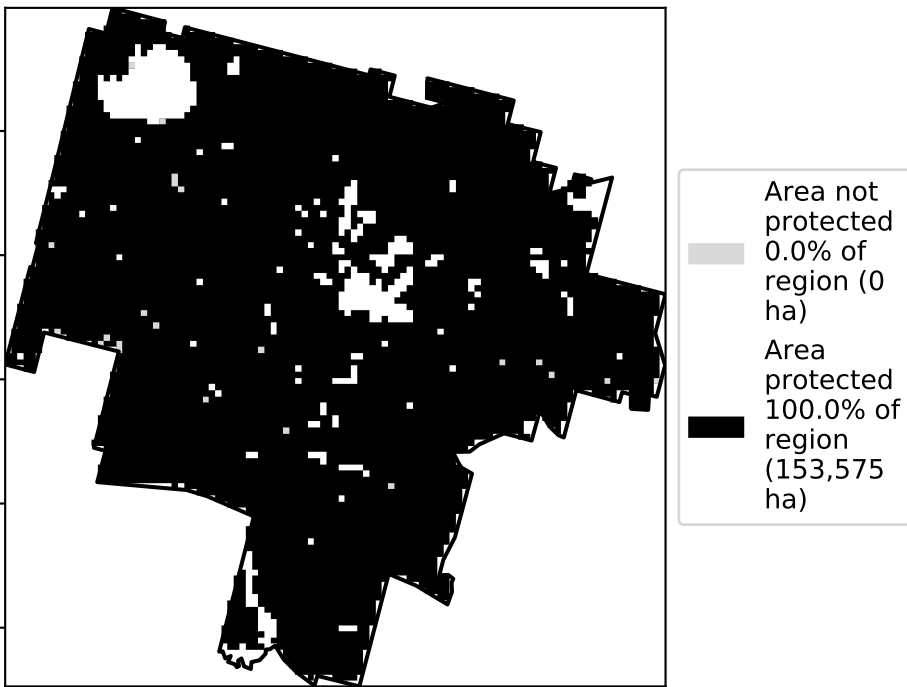 Area not
protected
0.0% of
region (0
ha)
Area
protected
100.0% of
region
(153,575
ha)